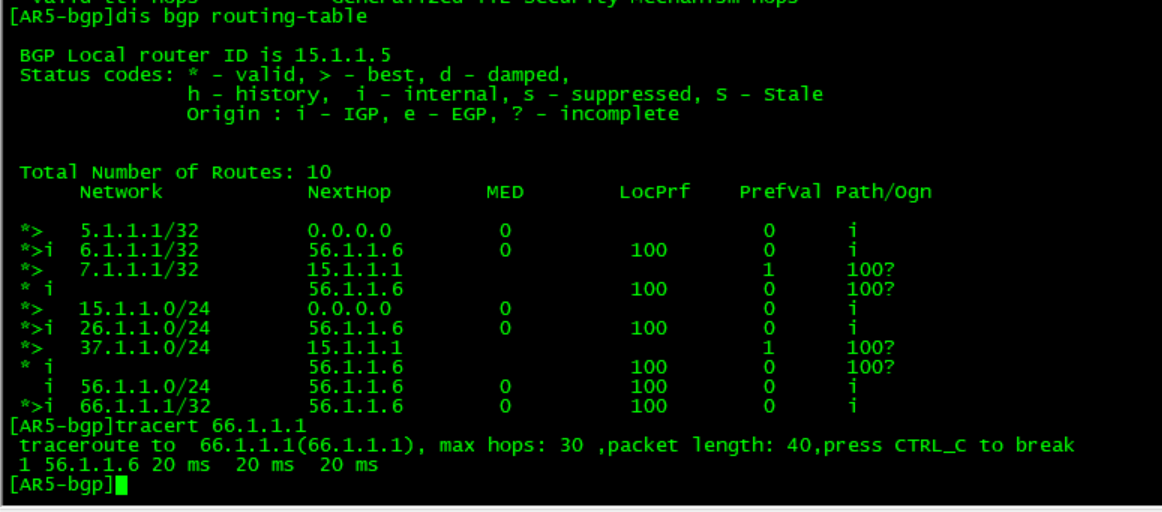 valid ttl hops Generalized TTL Security Mechanism hops
[AR5-bgp]dis bgp routing-table
BGP Local router ID is 15.1.1.5
Status codes: * - valid, > - best, d - damped,
h - history,  i - internal, s - suppressed, S - Stale
Origin : i - IGP, e - EGP, ? - incomplete
Total Number of Routes: 10
Network NextHop MED LocPrf PrefVal Path/Ogn
*> 5.1.1.1/32 0.0.0.0 0 0 i
*>i 6.1.1.1/32 56.1.1.6 0 100 0 i
*> 7.1.1.1/32 15.1.1.1 1 100?
* i 56.1.1.6 100 0 100?
*> 15.1.1.0/24 0.0.0.0 0 0 i
*>i 26.1.1.0/24 56.1.1.6 0 100 0 i
*> 37.1.1.0/24 15.1.1.1 1 100?
* i 56.1.1.6 100 0 100?
i 56.1.1.0/24 56.1.1.6 0 100 0 i
*>i 66.1.1.1/32 56.1.1.6 0 100 0 i
[AR5-bgp]tracert 66.1.1.1
traceroute to  66.1.1.1(66.1.1.1), max hops: 30 ,packet length: 40,press CTRL_C to break
1 56.1.1.6 20 ms  20 ms  20 ms
[AR5-bgp]